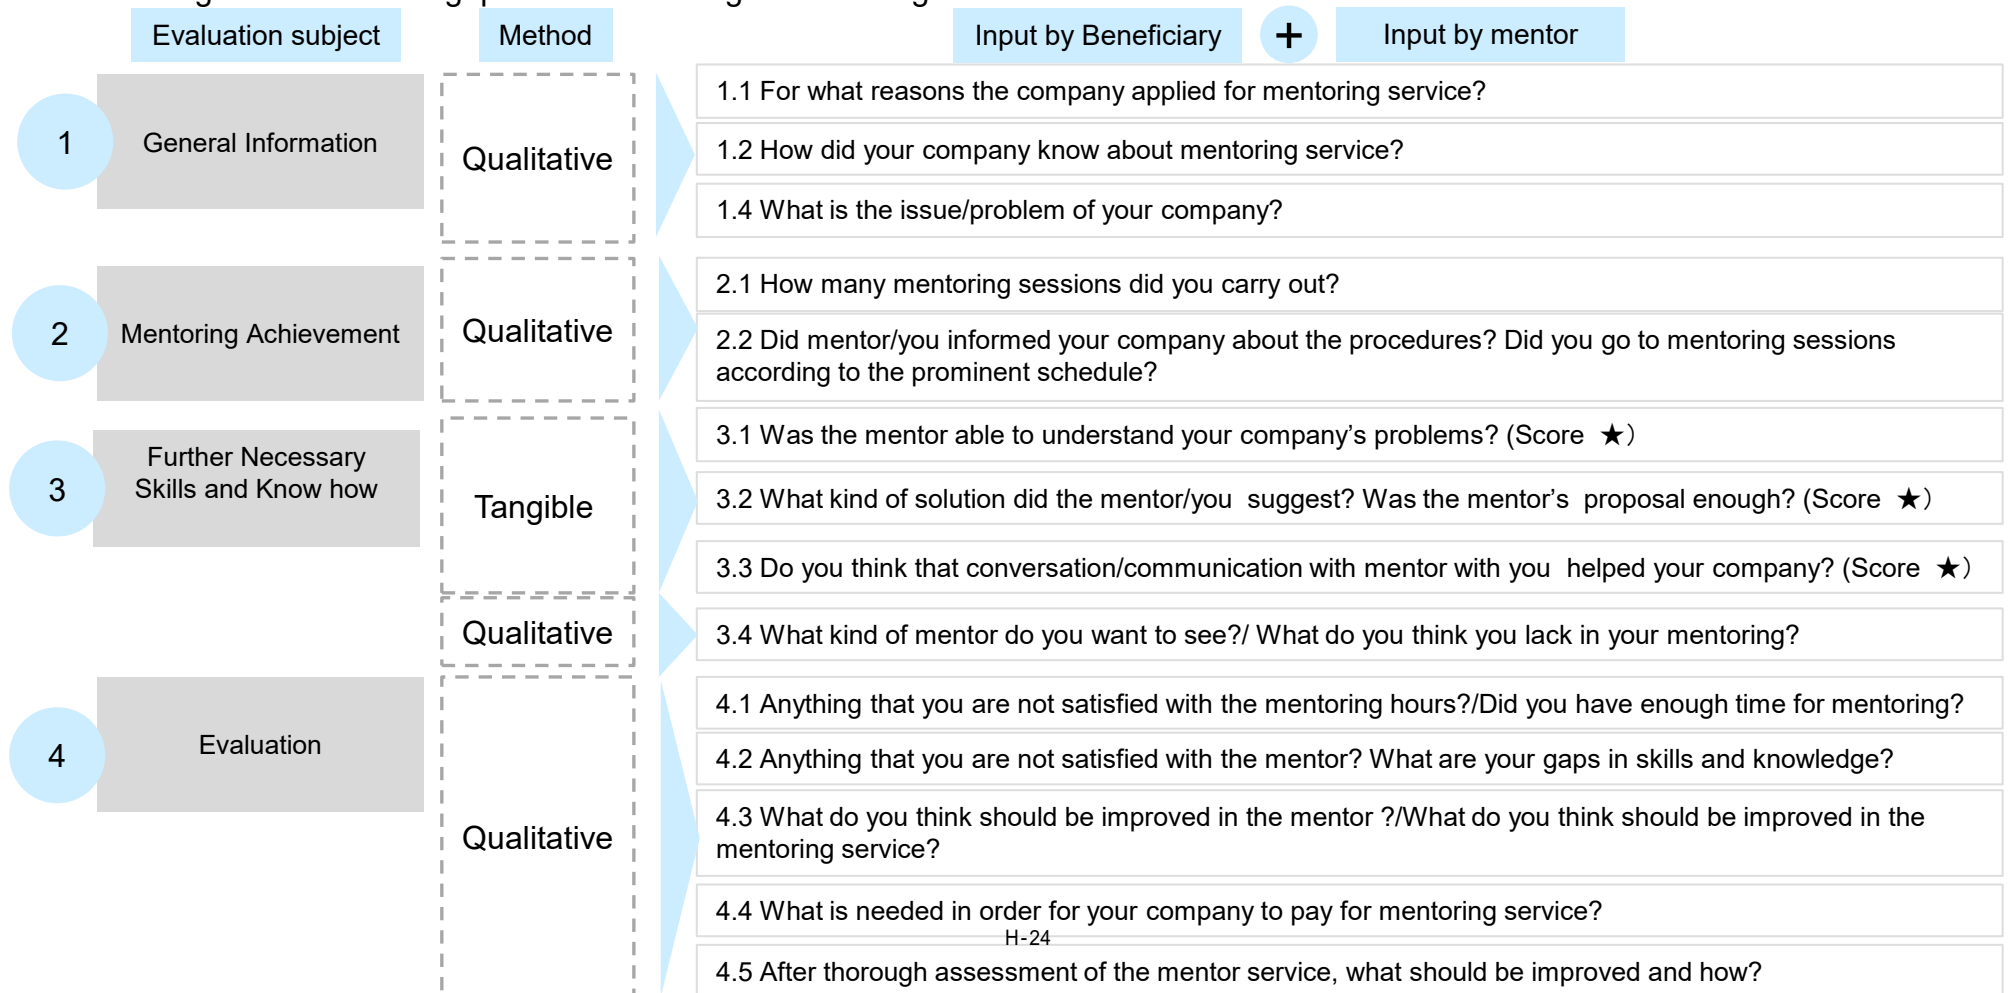 Evaluation subject
Method
Input by Beneficiary
+
Input by mentor
1
General Information
Qualitative
1.1 For what reasons the company applied for mentoring service?
1.2 How did your company know about mentoring service?
1.4 What is the issue/problem of your company?
2
Mentoring Achievement
Qualitative
2.1 How many mentoring sessions did you carry out?
2.2 Did mentor/you informed your company about the procedures? Did you go to mentoring sessions
according to the prominent schedule?
3
Further Necessary
Skills and Know how
Tangible
3.1 Was the mentor able to understand your company's problems? (Score ★)
3.2 What kind of solution did the mentor/you suggest? Was the mentor's proposal enough? (Score ★)
3.3 Do you think that conversation/communication with mentor with you helped your company? (Score ★)
Qualitative
3.4 What kind of mentor do you want to see?/ What do you think you lack in your mentoring?
4
Evaluation
Qualitative
4.1 Anything that you are not satisfied with the mentoring hours?/Did you have enough time for mentoring?
4.2 Anything that you are not satisfied with the mentor? What are your gaps in skills and knowledge?
4.3 What do you think should be improved in the mentor ?/What do you think should be improved in the
mentoring service?
4.4 What is needed in order for your company to pay for mentoring service?
H-24
4.5 After thorough assessment of the mentor service, what should be improved and how?